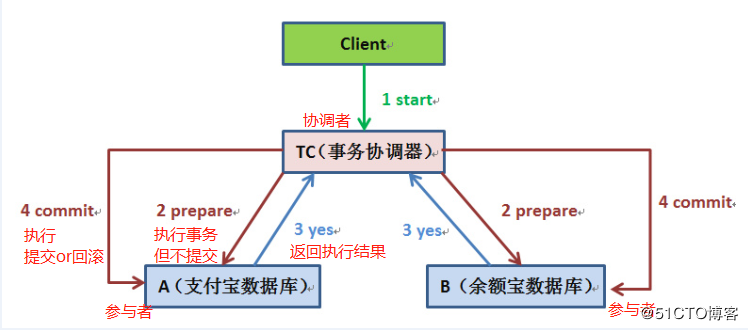 Client
1 start
协调者
TC（事务协调器）
4 commit
执行
提交or回滚
2 prepare
执行事务
但不提交
3 yes
返回执行结果
3 yes
2 prepare
4 commit
A（支付宝数据库）
B（余额宝数据库）
参与者
参与者
@51CTO博客